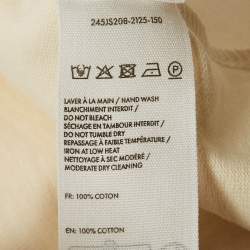 245JS206-2125-150
LAVER À LA MAIN / HAND WASH
BLANCHIMENT INTERDIT /
DO NOT BLEACH
SÉCHAGE EN TAMBOUR INTERDIT /
DO NOT TUMBLE DRY
REPASSAGE À FAIBLE TEMPÉRATURE /
IRON AT LOW HEAT
NETTOYAGE À SEC MODÉRÉ /
MODERATE DRY CLEANING
FR: 100% COTON
EN: 100% COTTON